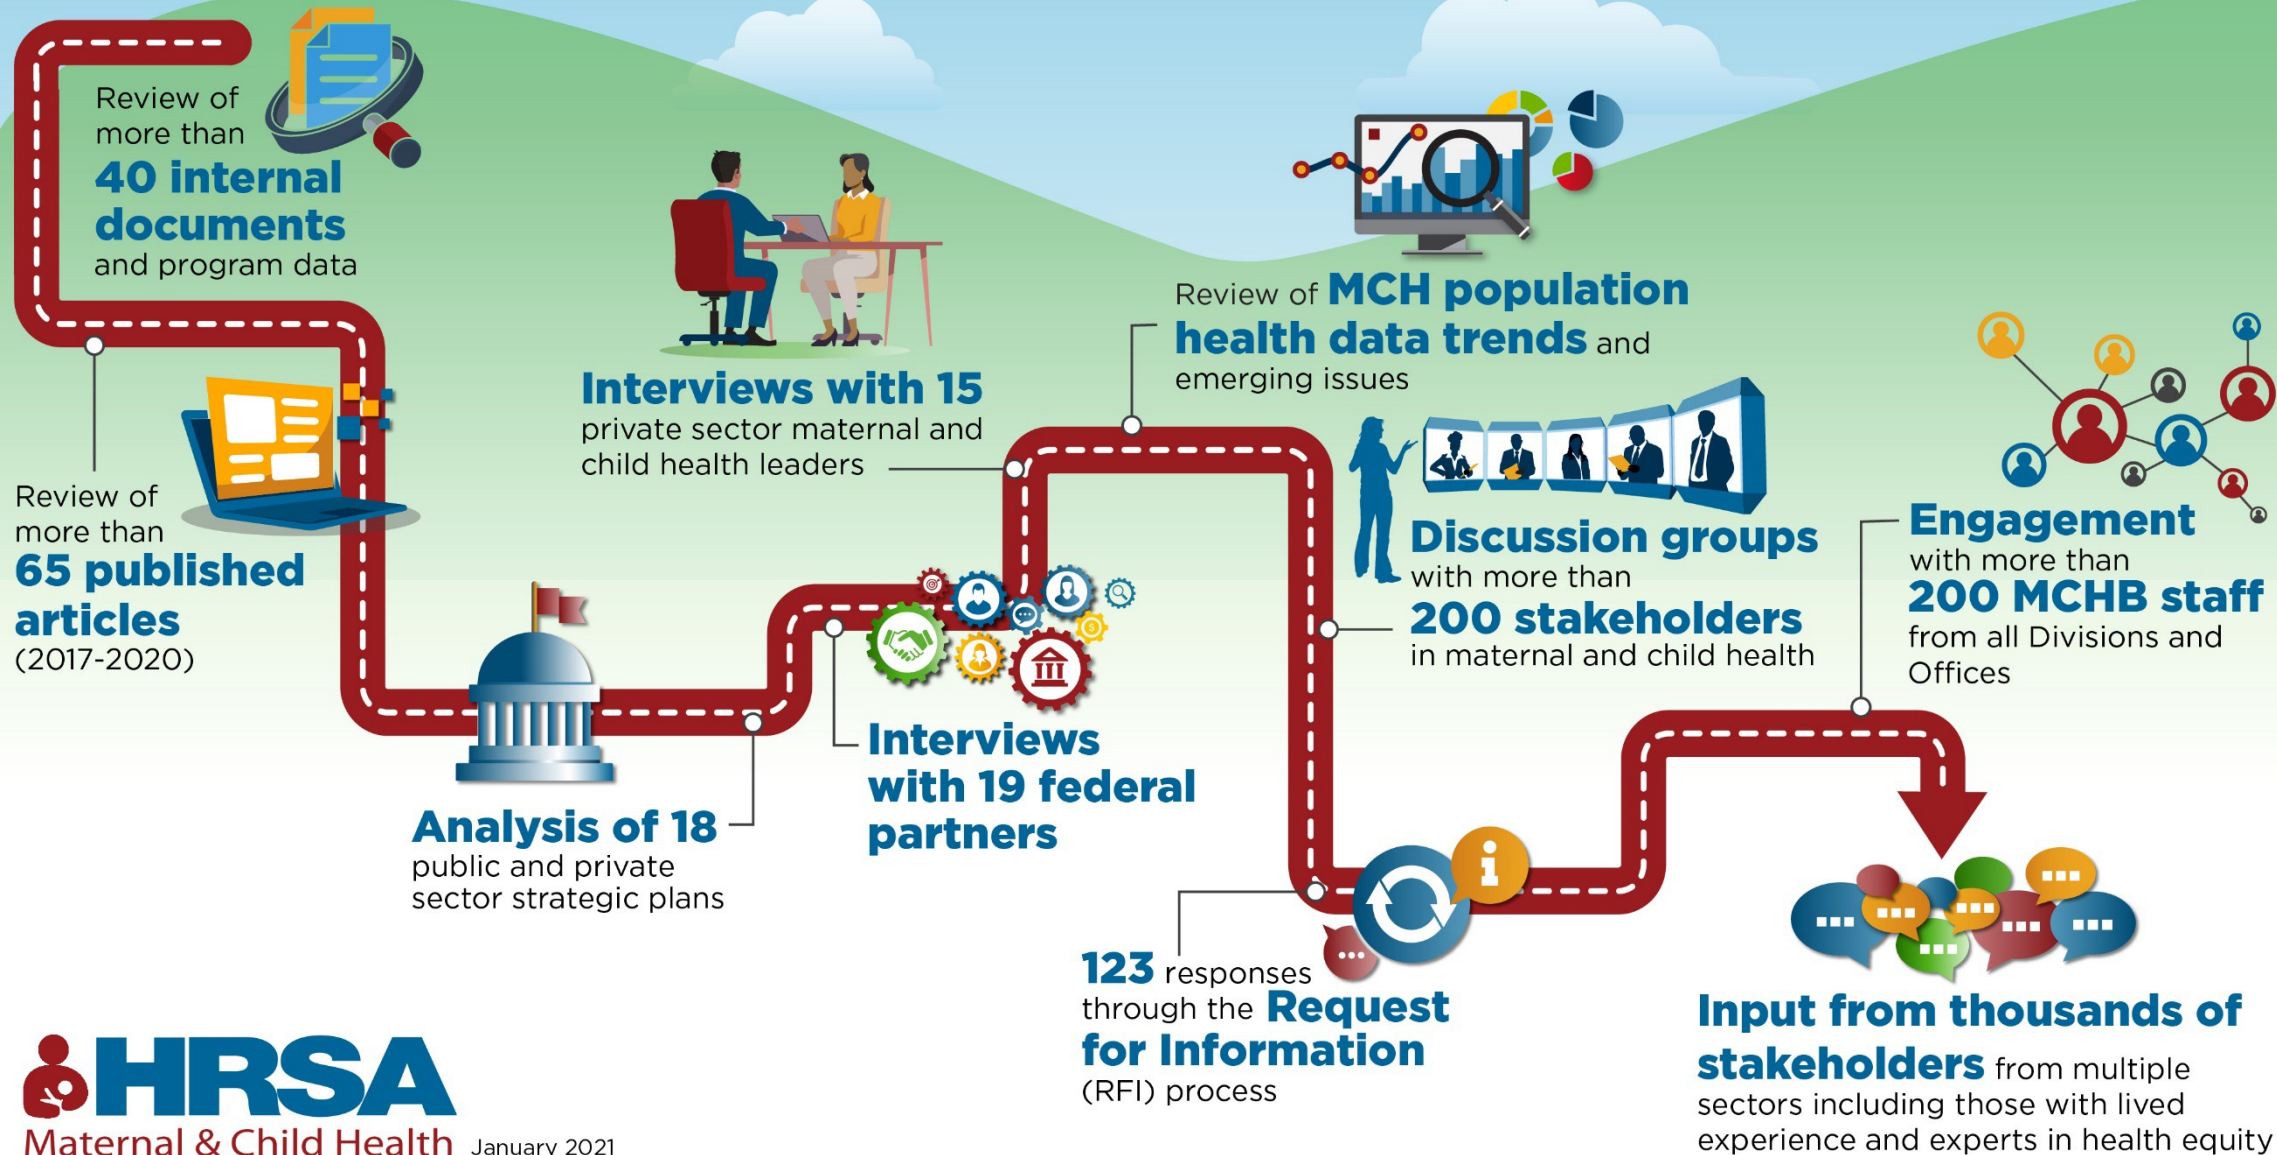 Review of
more than
40 internal
documents
and program data
Review of
more than
65 published
articles
(2017-2020)
Analysis of 18
public and private
sector strategic plans
Interviews
with 19 federal
partners
Interviews with 15
private sector maternal and
child health leaders
Review of MCH population
health data trends and
emerging issues
Discussion groups
with more than
200 stakeholders
in maternal and child health
123 responses
through the Request
for Information
(RFI) process
Engagement
with more than
200 MCHB staff
from all Divisions and
Offices
Input from thousands of
stakeholders from multiple
sectors including those with lived
experience and experts in health equity
HRSA
Maternal & Child Health January 2021